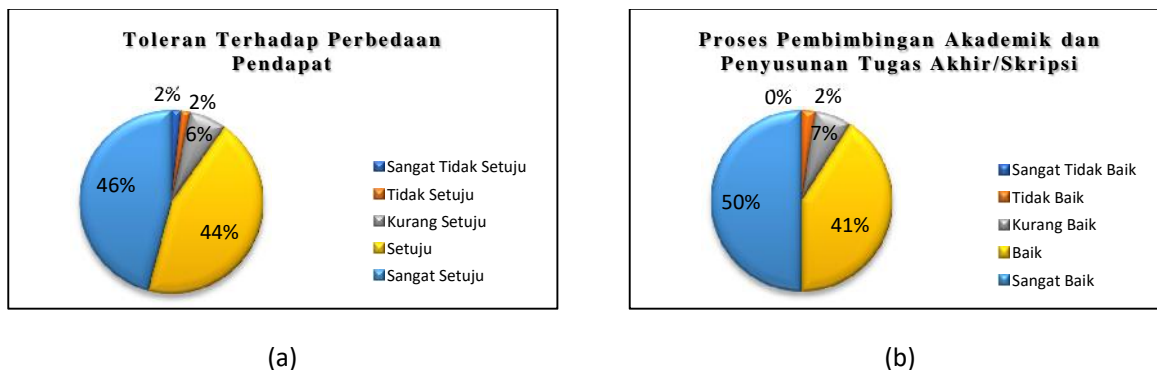 Toleran Terhadap Perbedaan
Pendapat
2%
2%
6%
46%
44%
Sangat Tidak Setuju
Tidak Setuju
Kurang Setuju
Setuju
Sangat Setuju
(a)
Proses Pembimbingan Akademik dan
Penyusunan Tugas Akhir/Skripsi
0%
2%
7%
50%
41%
Sangat Tidak Baik
Tidak Baik
Kurang Baik
Baik
Sangat Baik
(b)